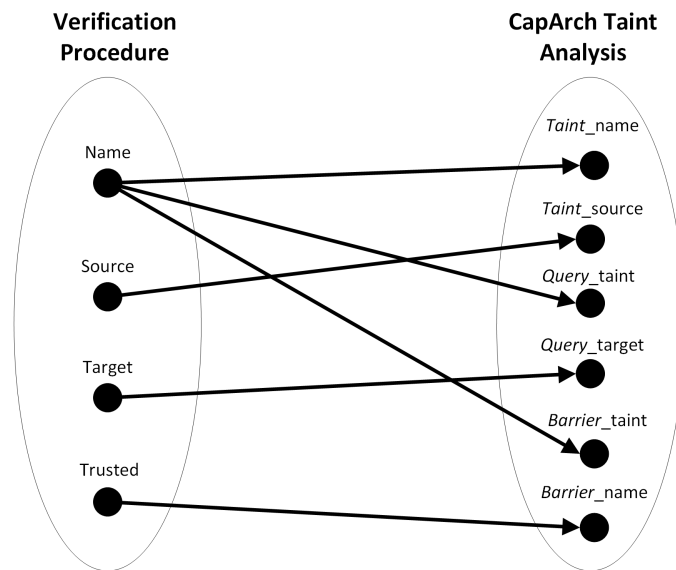 Verification
Procedure
CapArch Taint
Analysis
Name
Source
Target
Trusted
Taint_name
Taint_source
Query_taint
Query_target
Barrier_taint
Barrier_name